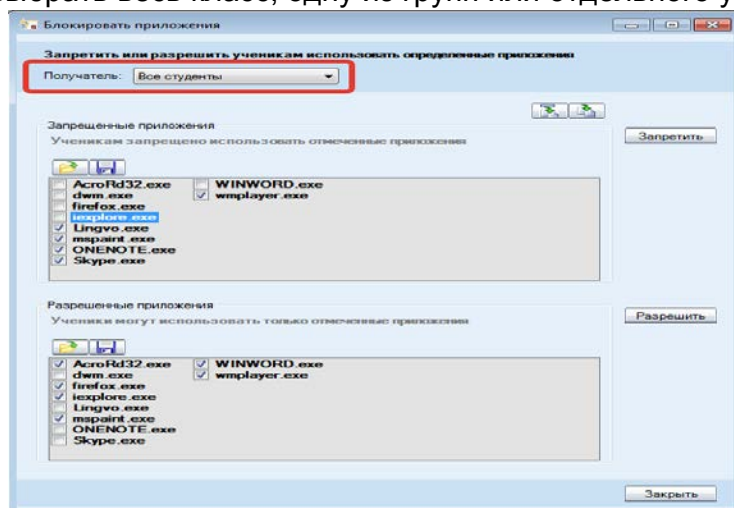 выбрать весь класс, одну из групп или отдельного у
Блокировать приложения
Запретить или разрешить ученикам использовать определенные приложения
Получатель: Все студенты
Запрещенные приложения
Ученикам запрещено использовать отмеченные приложения
Запретить
AcroRd32.exe WINWORD.exe
dwm.exe wmplayer.exe
firefox.exe
iexplore.exe
Lingvo.exe
mspaint.exe
ONENOTE.exe
Skype.exe
Разрешенные приложения
Ученики могут использовать только отмеченные приложения
Разрешить
AcroRd32.exe WINWORD.exe
dwm.exe wmplayer.exe
firefox.exe
iexplore.exe
Lingvo.exe
mspaint.exe
ONENOTE.exe
Skype.exe
Закрыть